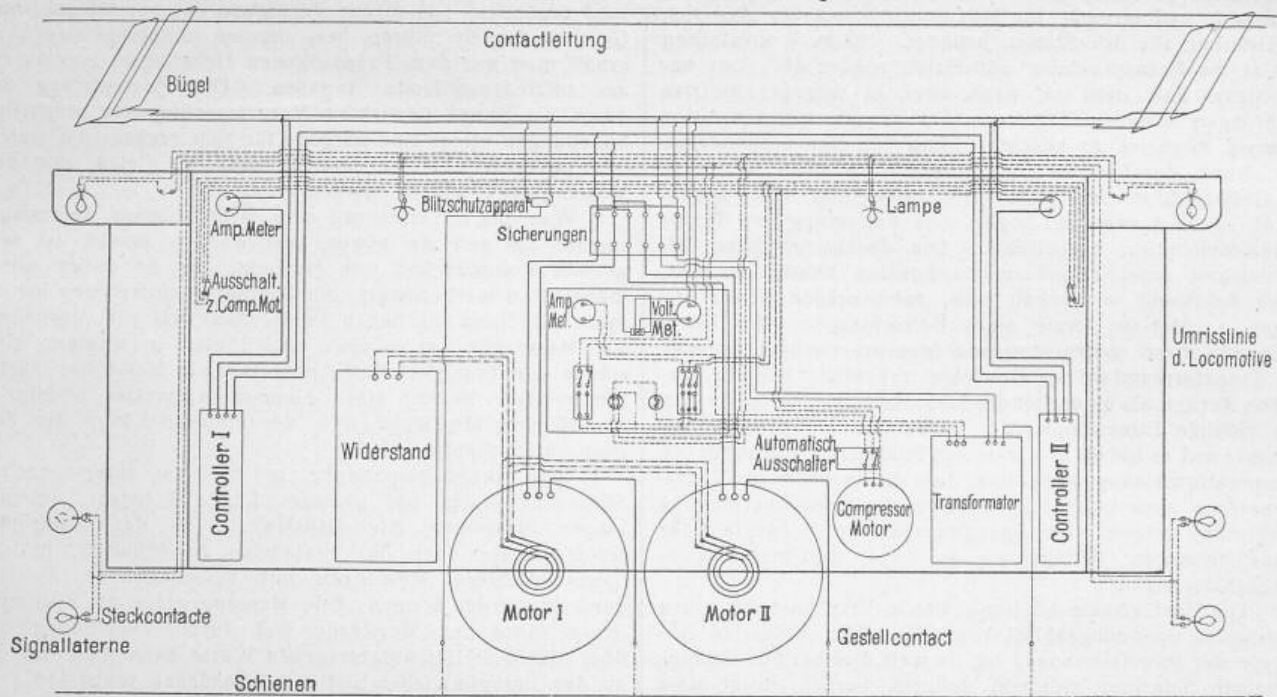 Contactleitung
Bügel
Blitzschutzapparat
Lampe
Amp. Meter
Sicherungen
Ausschalt.
z. Comp. Mot.
Amp.
Met.
Volt.
Met.
Umrisslinie
d. Locomotive
Controller I
Widerstand
Automatisch.
Ausschalter
Compressor
Motor
Transformator
Controller II
Motor I
Motor II
Steckcontacte
Gestellcontact
Signallaterne
Schienen